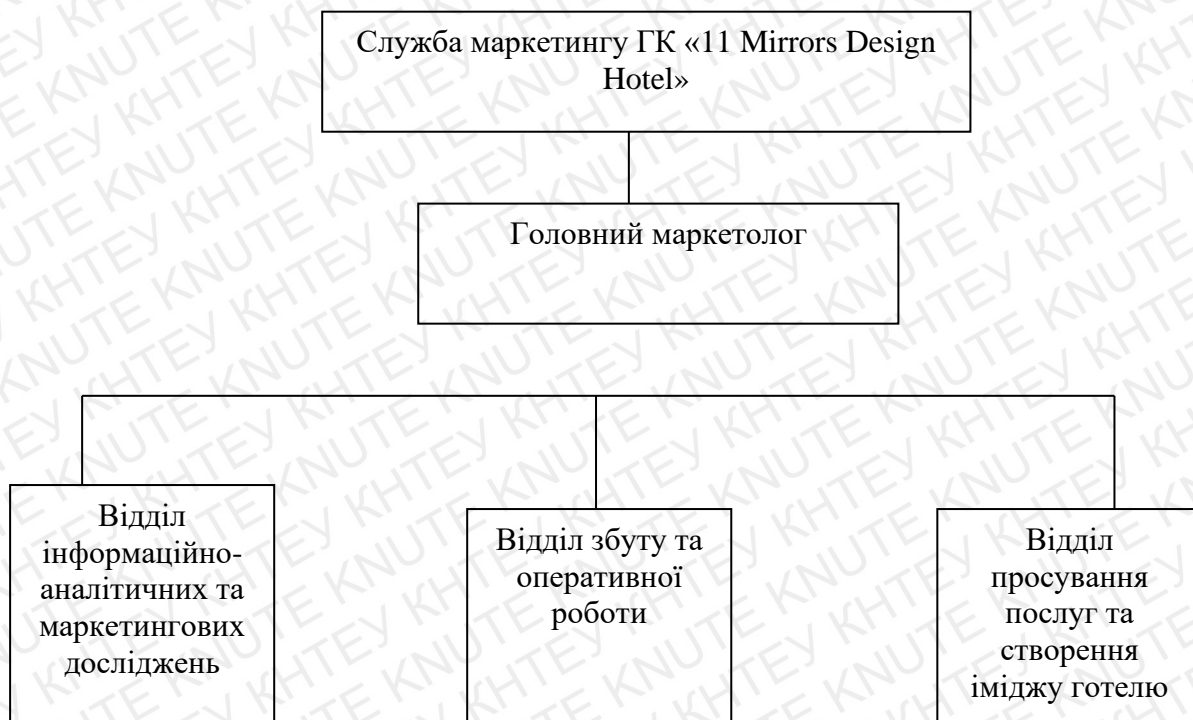 Служба маркетингу ГК «11 Mirrors Design
Hotel»
Головний маркетолог
Відділ
інформаційно-
аналітичних та
маркетингових
досліджень
Відділ збуту та
оперативної
роботи
Відділ
просування
послуг та
створення
іміджу готелю